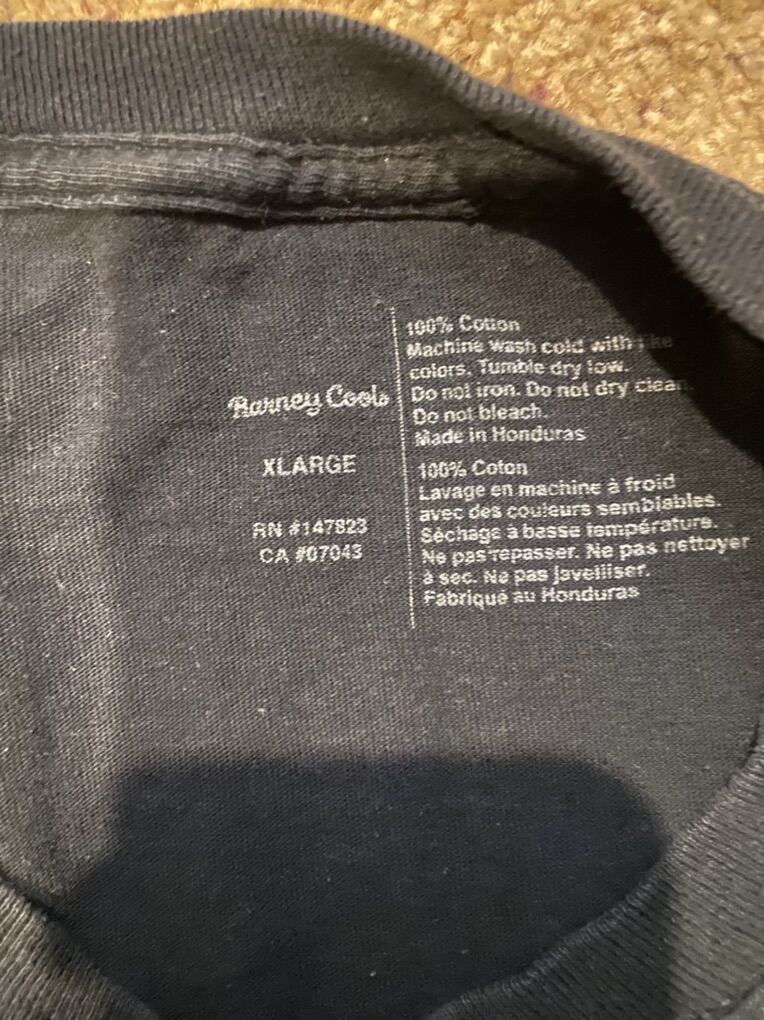 Barney Cools
XLARGE
RN #147823
CA #07043
100% Cotton
Machine wash cold with like
colors. Tumble dry low.
Do not iron. Do not dry clean.
Do not bleach.
Made in Honduras
100% Coton
Lavage en machine à froid
avec des couleurs semblables.
Séchage à basse température.
Ne pas repasser. Ne pas nettoyer
à sec. Ne pas javelliser.
Fabriqué au Honduras